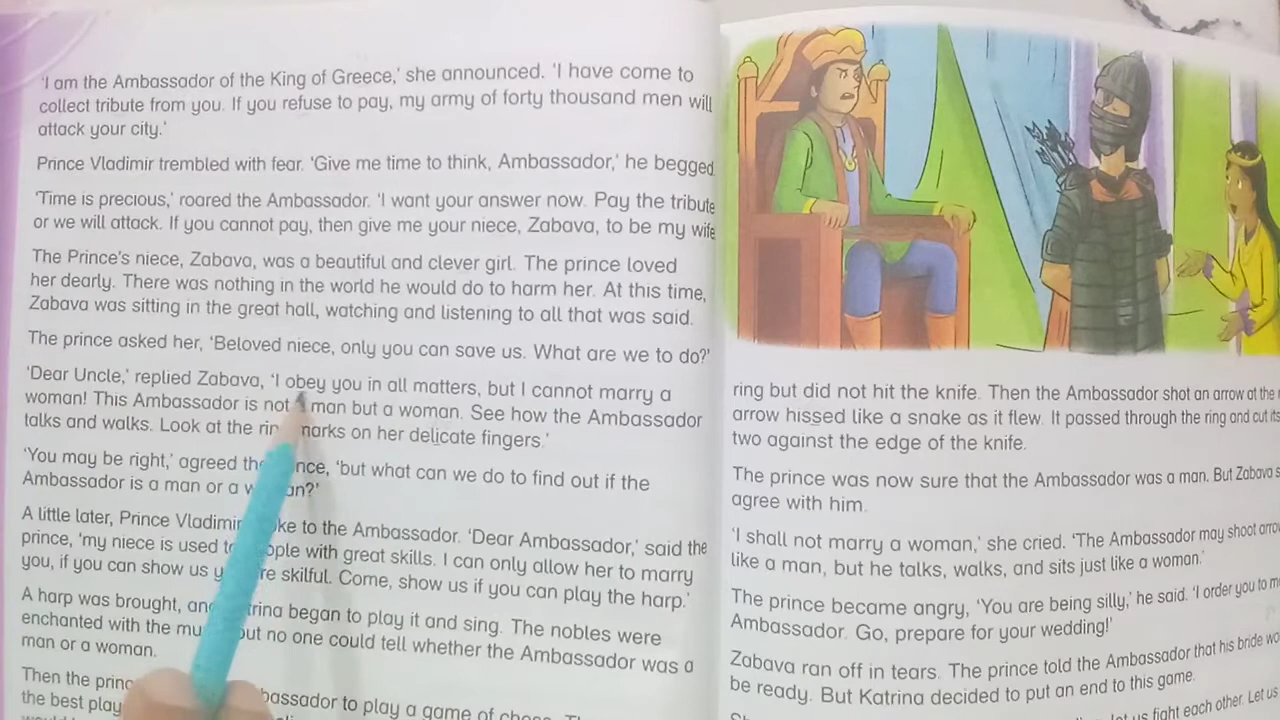 'I am the Ambassador of the King of Greece,' she announced. 'I have come to
collect tribute from you. If you refuse to pay, my army of forty thousand men will
attack your city.'
Prince Vladimir trembled with fear. 'Give me time to think, Ambassador,' he begged
'Time is precious,' roared the Ambassador. 'I want your answer now. Pay the tribute
or we will attack. If you cannot pay, then give me your niece, Zabava, to be my wife
The Prince's niece, Zabava, was a beautiful and clever girl. The prince loved
her dearly. There was nothing in the world he would do to harm her. At this time,
Zabava was sitting in the great hall, watching and listening to all that was said.
The prince asked her, 'Beloved niece, only you can save us. What are we to do?'
'Dear Uncle,' replied Zabava, 'I obey you in all matters, but I cannot marry a
woman! This Ambassador is not man but a woman. See how the Ambassador
talks and walks. Look at the marks on her delicate fingers.'
'You may be right,' agreed 'but what can we do to find out if the
Ambassador is a man or a
A little later, Prince Vladimir to the Ambassador. 'Dear Ambassador,' said the
prince, 'my niece is used with great skills. I can only allow her to marry
you, if you can show us skilful. Come, show us if you can play the harp.'
A harp was brought, began to play it and sing. The nobles were
enchanted with the but no one could tell whether the Ambassador was a
man or a woman.
Then the to play a game of
the best
ring but did not hit the knife. Then the Ambassador shot an arrow at the
arrow hissed like a snake as it flew. It passed through the ring and cut
two against the edge of the knife.
The prince was now sure that the Ambassador was a man. But Zabava
agree with him.
'I shall not marry a woman,' she cried. 'The Ambassador may shoot
like a man, but he talks, walks, and sits just like a woman.'
The prince became angry, 'You are being silly,' he said. 'I order you to
Ambassador. Go, prepare for your wedding!'
Zabava ran off in tears. The prince told the Ambassador that his bride
be ready. But Katrina decided to put an end to this game.
us fight each other. Let us